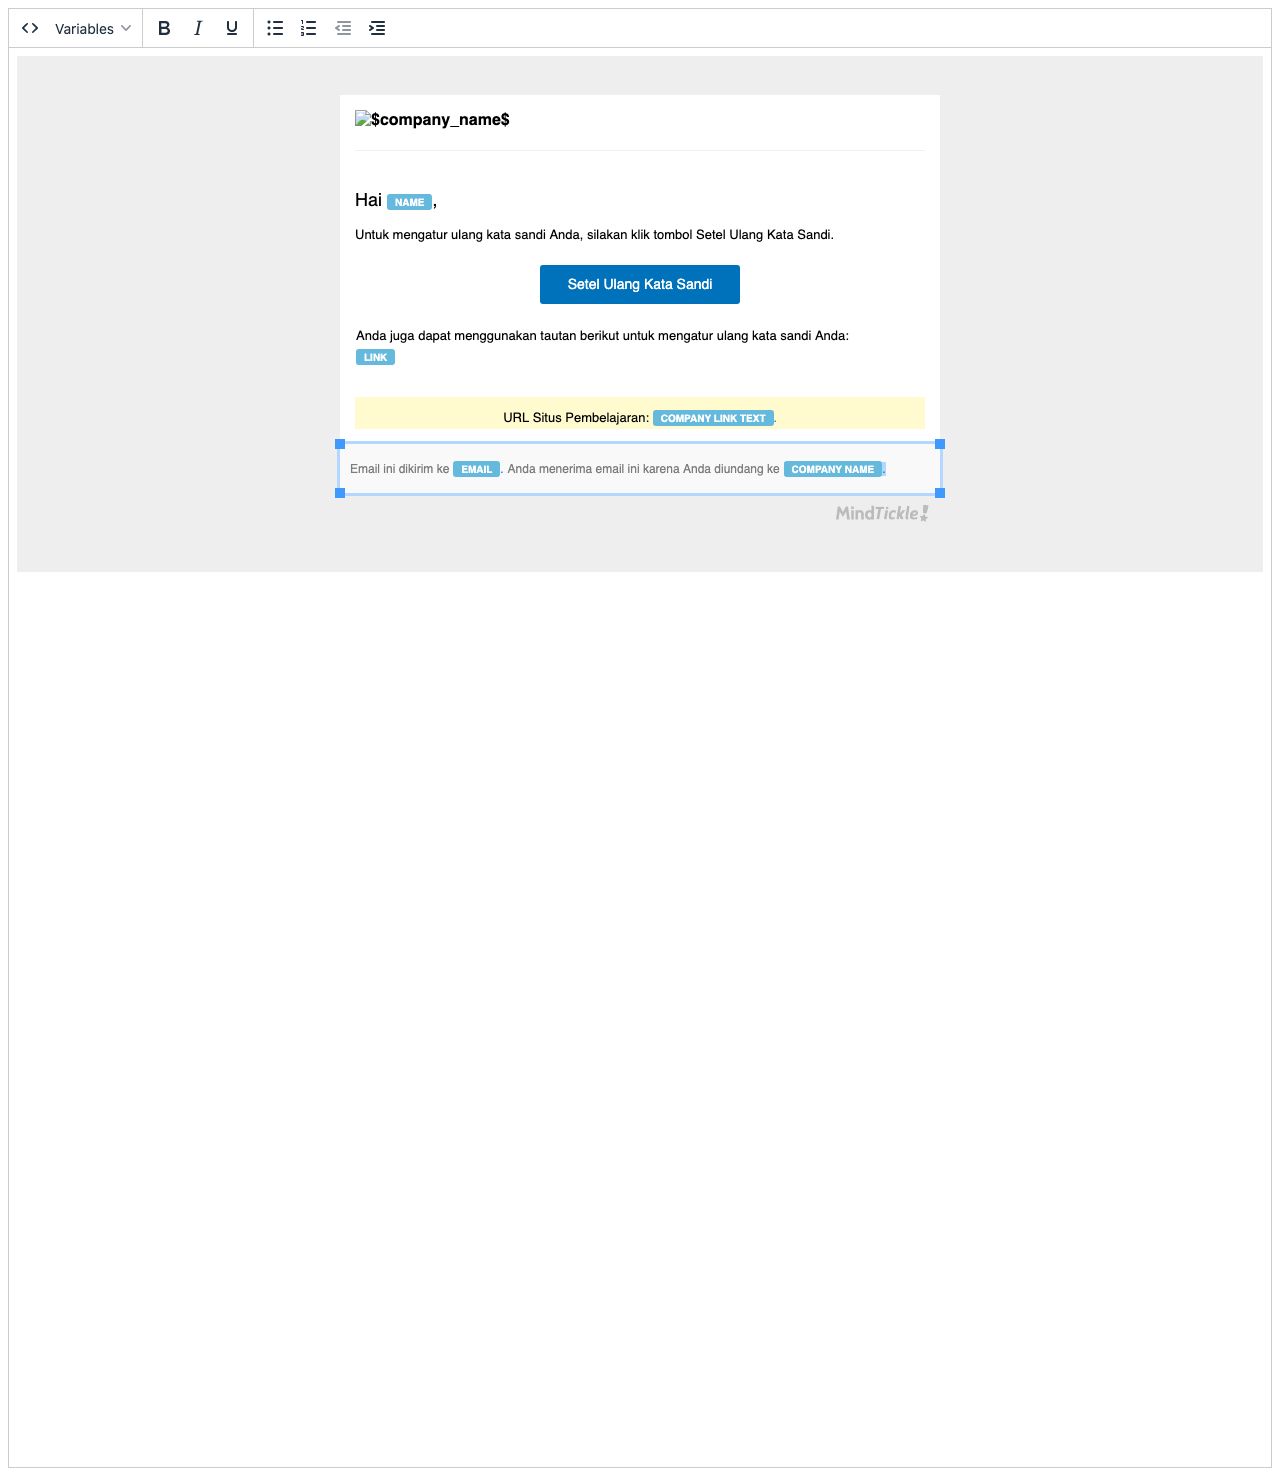 Variables
$company_name$
Hai NAME,
Untuk mengatur ulang kata sandi Anda, silakan klik tombol Setel Ulang Kata Sandi.
Setel Ulang Kata Sandi
Anda juga dapat menggunakan tautan berikut untuk mengatur ulang kata sandi Anda:
LINK
URL Situs Pembelajaran: COMPANY LINK TEXT.
Email ini dikirim ke EMAIL. Anda menerima email ini karena Anda diundang ke COMPANY NAME.
MindTickle!